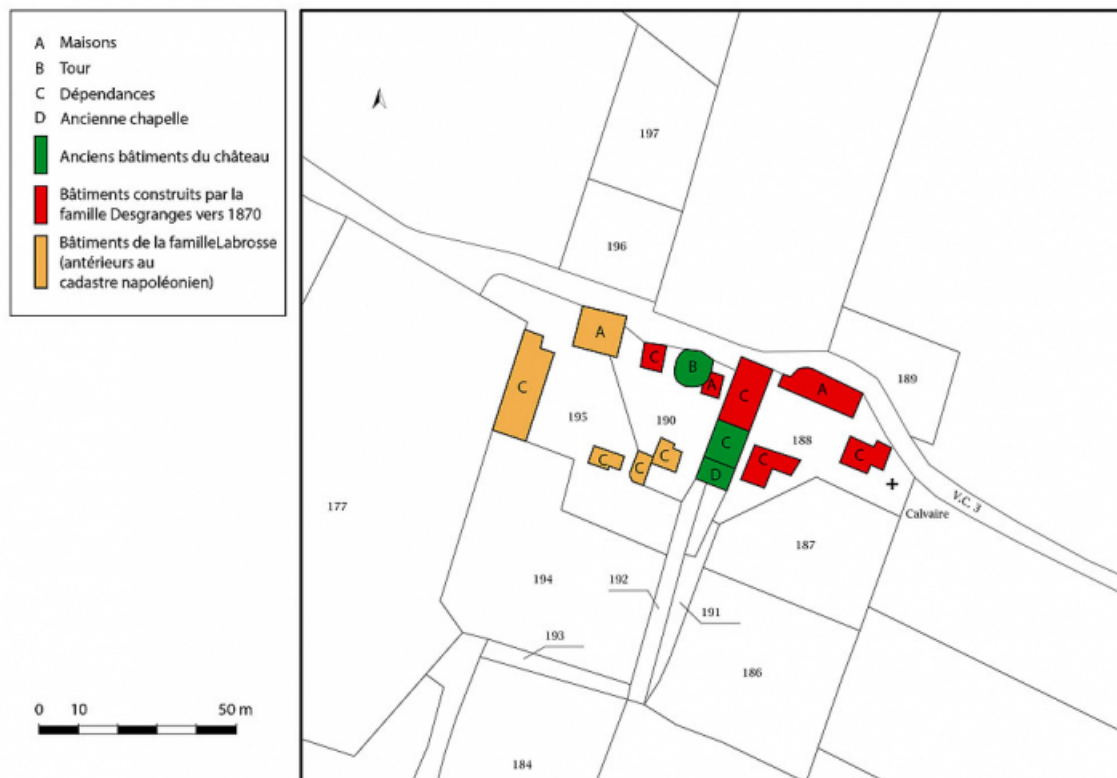 A Maisons
B Tour
C Dépendances
D Ancienne chapelle
Anciens bâtiments du château
Bâtiments construits par la
famille Desgranges vers 1870
Bâtiments de la familleLabrosse
(antérieurs au
cadastre napoléonien)
0 10 50 m
197
196
189
A
C
B
A
C
A
C
195
190
C
188
C
C
C
C
C
D
177
Calvaire
V.C. 3
187
194
192
191
193
186
184